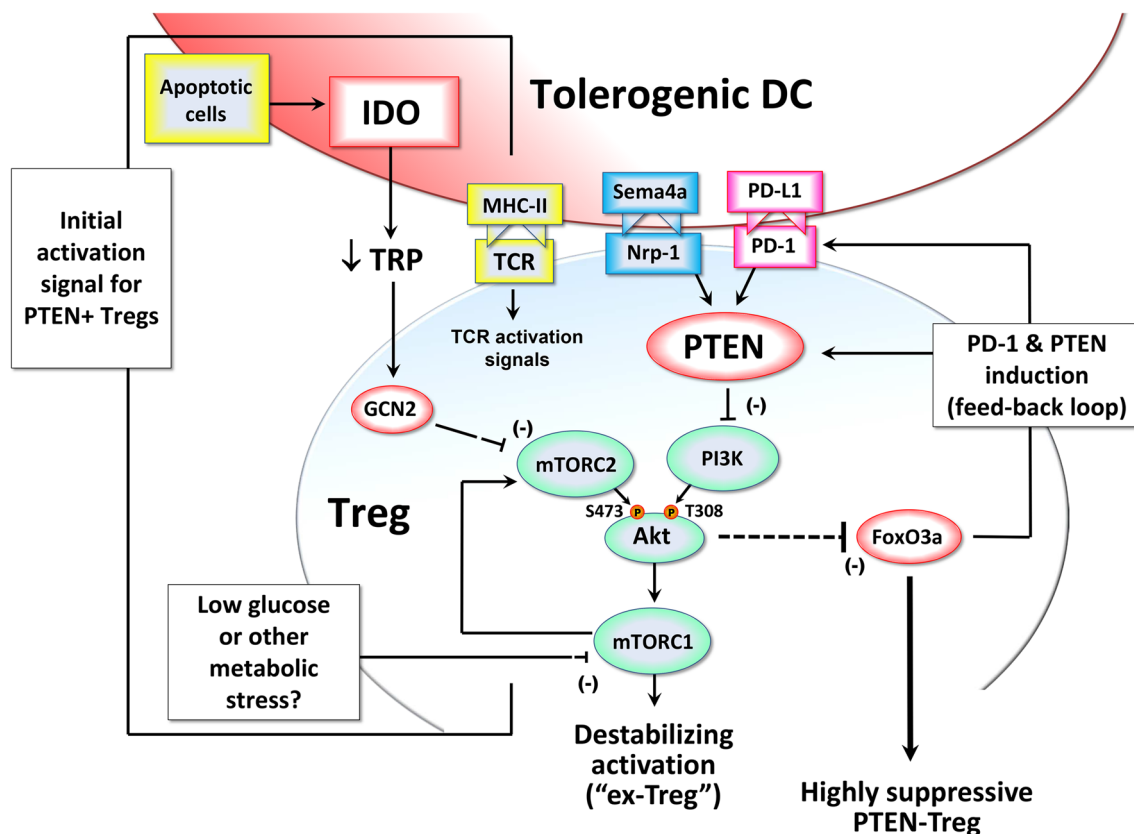 Tolerogenic DC
Apoptotic
cells
IDO
Initial
activation
signal for
PTEN+ Tregs
MHC-II
TCR
Sema4a
Nrp-1
PD-L1
PD-1
↓ TRP
TCR activation
signals
PTEN
PD-1 & PTEN
induction
(feed-back loop)
(-)
GCN2
(-)
mTORC2
PI3K
Treg
S473
P
P
T308
Akt
FoxO3a
(-)
Low glucose
or other
metabolic
stress?
mTORC1
(-)
Destabilizing
activation
(“ex-Treg”)
Highly suppressive
PTEN-Treg